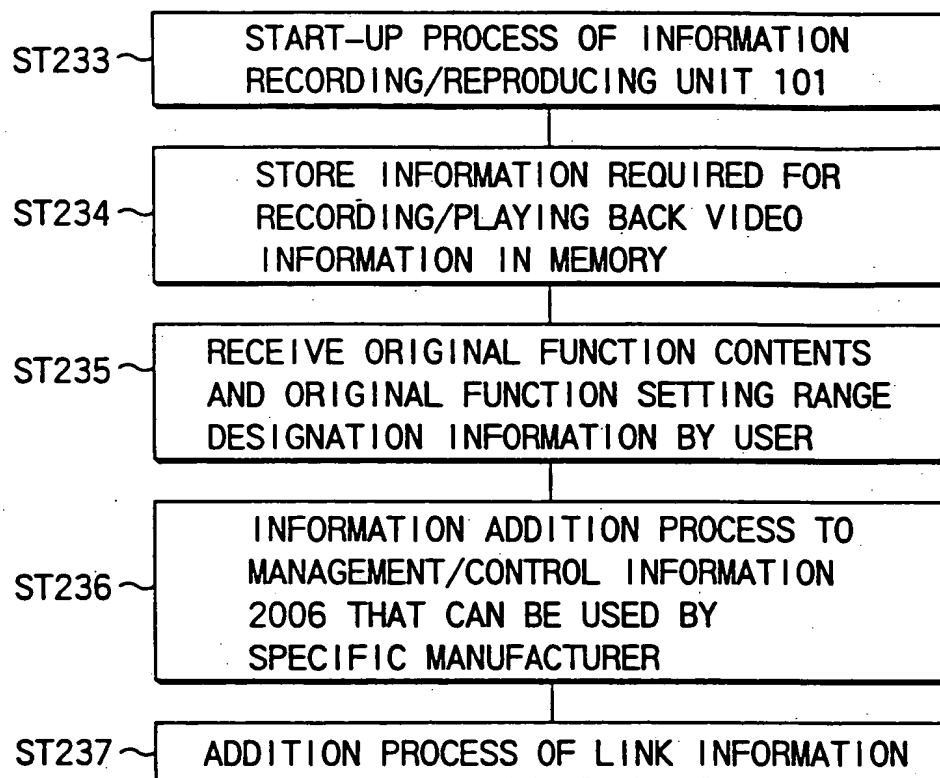 ST233
START-UP PROCESS OF INFORMATION
RECORDING/REPRODUCING UNIT 101
ST234
STORE INFORMATION REQUIRED FOR
RECORDING/PLAYING BACK VIDEO
INFORMATION IN MEMORY
ST235
RECEIVE ORIGINAL FUNCTION CONTENTS
AND ORIGINAL FUNCTION SETTING RANGE
DESIGNATION INFORMATION BY USER
ST236
INFORMATION ADDITION PROCESS TO
MANAGEMENT/CONTROL INFORMATION
2006 THAT CAN BE USED BY
SPECIFIC MANUFACTURER
ST237
ADDITION PROCESS OF LINK INFORMATION